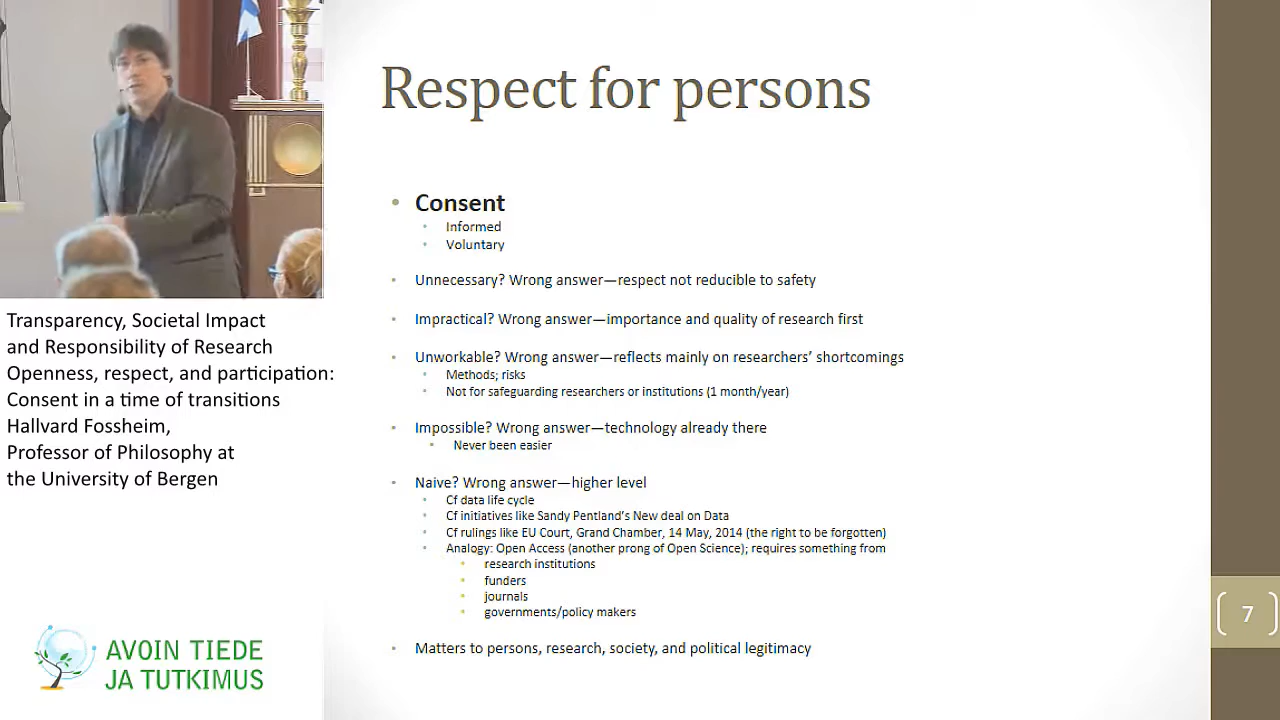 Respect for persons
Consent
Informed
Voluntary
Unnecessary? Wrong answer—respect not reducible to safety
Impractical? Wrong answer—importance and quality of research first
Unworkable? Wrong answer—reflects mainly on researchers’ shortcomings
Methods; risks
Not for safeguarding researchers or institutions (1 month/year)
Impossible? Wrong answer—technology already there
Never been easier
Naive? Wrong answer—higher level
Cf data life cycle
Cf initiatives like Sandy Pentland’s New deal on Data
Cf rulings like EU Court, Grand Chamber, 14 May, 2014 (the right to be forgotten)
Analogy: Open Access (another prong of Open Science); requires something from
research institutions
funders
journals
governments/policy makers
Matters to persons, research, society, and political legitimacy
7
Transparency, Societal Impact
and Responsibility of Research
Openness, respect, and participation:
Consent in a time of transitions
Hallvard Fossheim,
Professor of Philosophy at
the University of Bergen
AVOIN TIEDE
JA TUTKIMUS